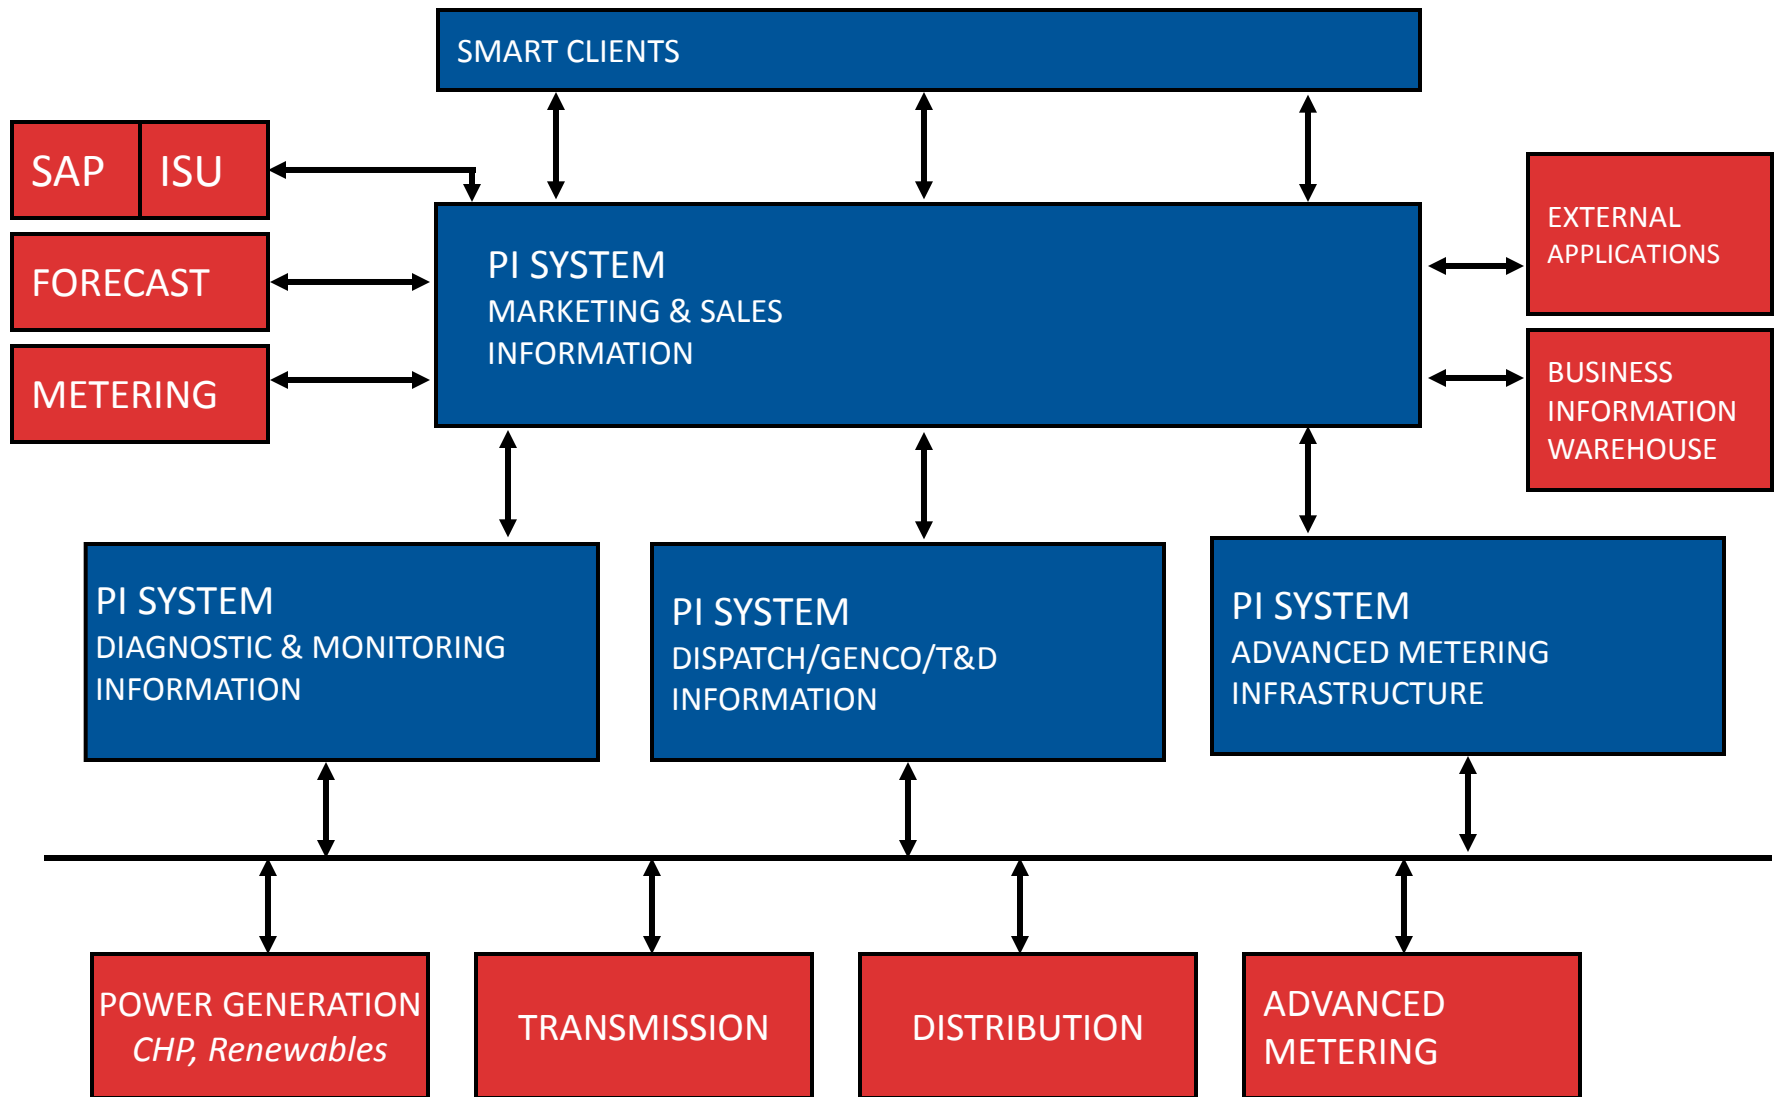 SMART CLIENTS
SAP
ISU
FORECAST
METERING
PI SYSTEM
MARKETING & SALES
INFORMATION
EXTERNAL
APPLICATIONS
BUSINESS
INFORMATION
WAREHOUSE
PI SYSTEM
DIAGNOSTIC & MONITORING
INFORMATION
PI SYSTEM
DISPATCH/GENCO/T&D
INFORMATION
PI SYSTEM
ADVANCED METERING
INFRASTRUCTURE
POWER GENERATION
CHP, Renewables
TRANSMISSION
DISTRIBUTION
ADVANCED
METERING